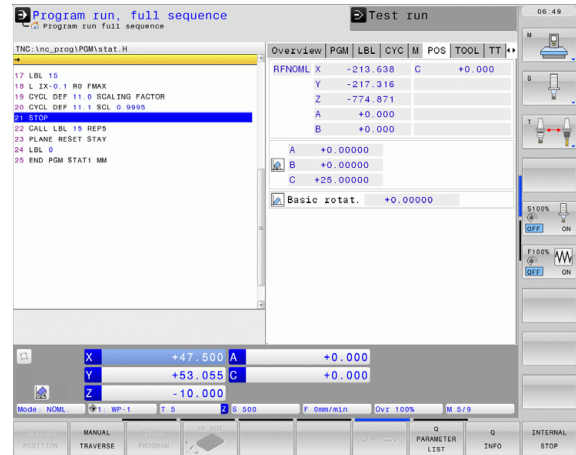 Program run, full sequence
Program run full sequence
Test run
06:49
TNC:\nc_prog\PGM\stat.H
17 LBL 15
18 L IX-0.1 R0 FMAX
19 CYCL DEF 11.0 SCALING FACTOR
20 CYCL DEF 11.1 SCL 0.9995
21 STOP
22 CALL LBL 15 REP5
23 PLANE RESET STAY
24 LBL 0
25 END PGM STAT1 MM
Overview PGM LBL CYC M POS TOOL TT
RFNOML X -213.638 C +0.000
Y -217.316
Z -774.871
A +0.000
B +0.000
A +0.00000
B +0.00000
C +25.00000
Basic rotat. +0.00000
M
S
T
S100%
OFF ON
F100%
OFF ON
X +47.500 A +0.000
Y +53.055 C +0.000
Z -10.000
Mode: NOML. 1: WP-1 T 5 Z S 500 F 0mm/min Ovr 100% M 5/9
POSITION
MANUAL TRAVERSE
START PROGRAM
3D ROT
Q PARAMETER LIST
Q INFO
INTERNAL STOP